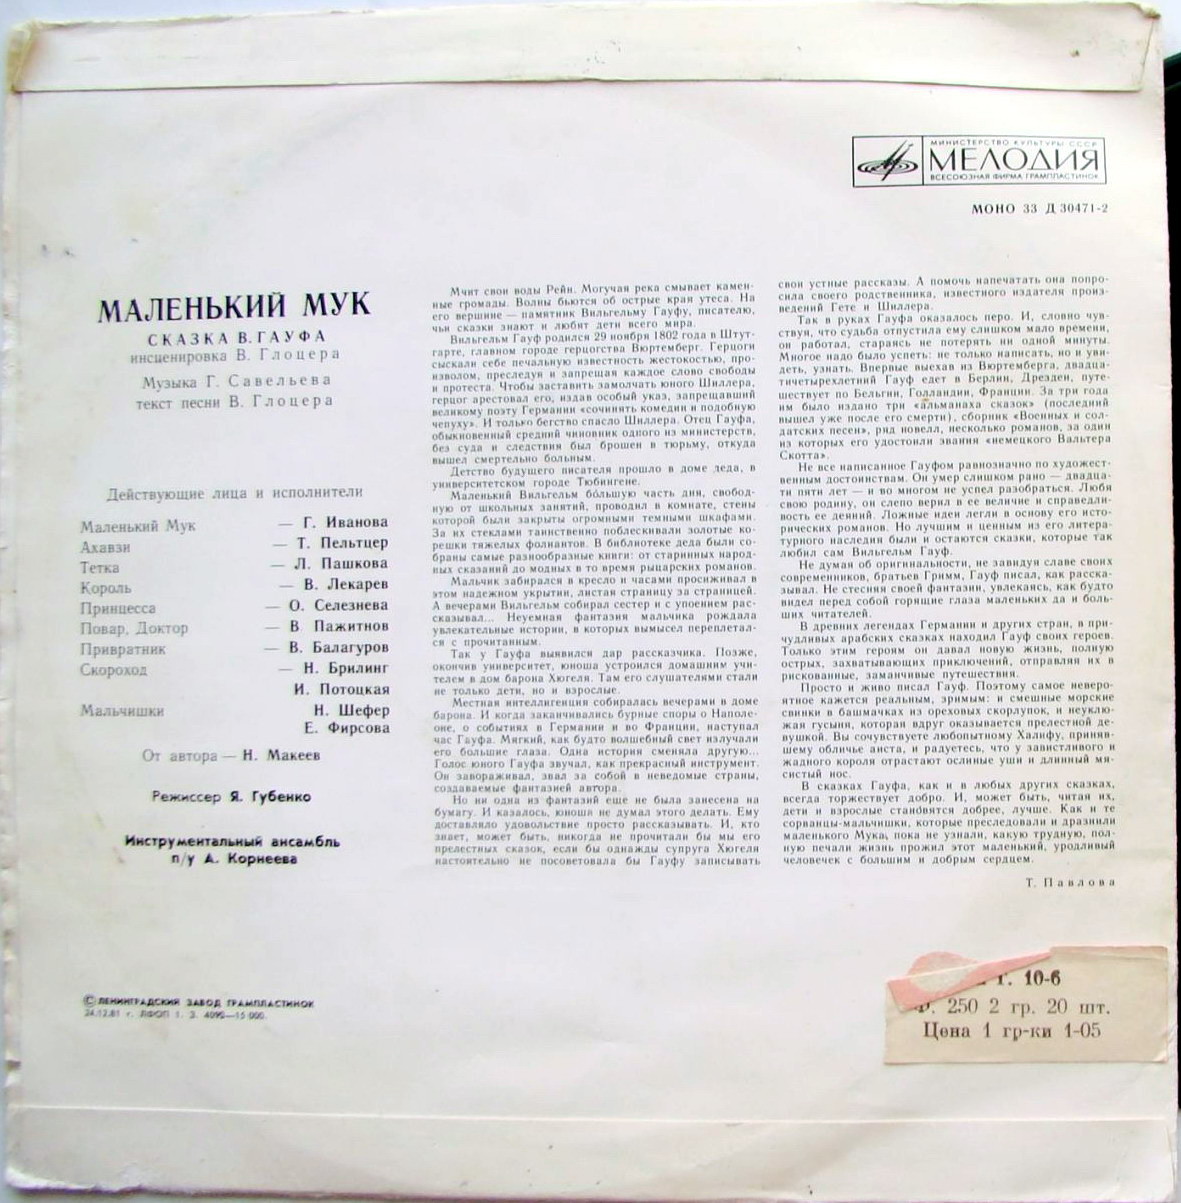 МИНИСТЕРСТВО КУЛЬТУРЫ СССР
МЕЛОДИЯ
ВСЕСОЮЗНАЯ ФИРМА ГРАМПЛАСТИНОК
МОНО 33 Д 30471-2
МАЛЕНЬКИЙ МУК
СКАЗКА В. ГАУФА
инсценировка В. Глоцера
Музыка Г. Савельева
текст песни В. Глоцера
Действующие лица и исполнители
Маленький Мук — Г. Иванова
Ахавзи — Т. Пельтцер
Тетка — Л. Пашкова
Король — В. Лекарев
Принцесса — О. Селезнева
Повар, Доктор — В. Пажитнов
Привратник — В. Балагуров
Скороход — Н. Брилинг
И. Потоцкая
Мальчишки Н. Шефер
Е. Фирсова
От автора — Н. Макеев
Режиссер Я. Губенко
Инструментальный ансамбль
п/у А. Корнеева
© ЛЕНИНГРАДСКИЙ ЗАВОД ГРАМПЛАСТИНОК
24.12.81 г. ЛФОП 1. З. 4090—15 000.
Мчит свои воды Рейн. Могучая река смывает камен-
ные громады. Волны бьются об острые края утеса. На
его вершине — памятник Вильгельму Гауфу, писателю,
чьи сказки знают и любят дети всего мира.
Вильгельм Гауф родился 29 ноября 1802 года в Штут-
гарте, главном городе герцогства Вюртемберг. Герцоги
сыскали себе печальную известность жестокостью, про-
изволом, преследуя и запрещая каждое слово свободы
и протеста. Чтобы заставить замолчать юного Шиллера,
герцог арестовал его, издав особый указ, запрещавший
великому поэту Германии «сочинять комедии и подобную
чепуху». И только бегство спасло Шиллера. Отец Гауфа,
обыкновенный средний чиновник одного из министерств,
без суда и следствия был брошен в тюрьму, откуда
вышел смертельно больным.
Детство будущего писателя прошло в доме деда, в
университетском городе Тюбингене.
Маленький Вильгельм бо́льшую часть дня, свобод-
ную от школьных занятий, проводил в комнате, стены
которой были закрыты огромными темными шкафами.
За их стеклами таинственно поблескивали золотые ко-
решки тяжелых фолиантов. В библиотеке деда были со-
браны самые разнообразные книги: от старинных народ-
ных сказаний до модных в то время рыцарских романов.
Мальчик забирался в кресло и часами просиживал в
этом надежном укрытии, листая страницу за страницей.
А вечерами Вильгельм собирал сестер и с упоением рас-
сказывал... Неуемная фантазия мальчика рождала
увлекательные истории, в которых вымысел переплетал-
ся с прочитанным.
Так у Гауфа выявился дар рассказчика. Позже,
окончив университет, юноша устроился домашним учи-
телем в дом барона Хюгеля. Там его слушателями стали
не только дети, но и взрослые.
Местная интеллигенция собиралась вечерами в доме
барона. И когда заканчивались бурные споры о Наполе-
оне, о событиях в Германии и во Франции, наступал
час Гауфа. Мягкий, как будто волшебный свет излучали
его большие глаза. Одна история сменяла другую...
Голос юного Гауфа звучал, как прекрасный инструмент.
Он завораживал, звал за собой в неведомые страны,
создаваемые фантазией автора.
Но ни одна из фантазий еще не была занесена на
бумагу. И казалось, юноша не думал этого делать. Ему
доставляло удовольствие просто рассказывать. И, кто
знает, может быть, никогда не прочитали бы мы его
прелестных сказок, если бы однажды супруга Хюгеля
настоятельно не посоветовала бы Гауфу записывать
свои устные рассказы. А помочь напечатать она попро-
сила своего родственника, известного издателя произ-
ведений Гете и Шиллера.
Так в руках Гауфа оказалось перо. И, словно чув-
ствуя, что судьба отпустила ему слишком мало времени,
он работал, стараясь не потерять ни одной минуты.
Многое надо было успеть: не только написать, но и уви-
деть, узнать. Впервые выехав из Вюртемберга, двадца-
тичетырехлетний Гауф едет в Берлин, Дрезден, путе-
шествует по Бельгии, Голландии, Франции. За три года
им было издано три «альманаха сказок» (последний
вышел уже после его смерти), сборник «Военных и сол-
датских песен», ряд новелл, несколько романов, за один
из которых его удостоили звания «немецкого Вальтера
Скотта».
Не все написанное Гауфом равнозначно по художест-
венным достоинствам. Он умер слишком рано — двадца-
ти пяти лет — и во многом не успел разобраться. Любя
свою родину, он слепо верил в ее величие и справедли-
вость ее деяний. Ложные идеи легли в основу его исто-
рических романов. Но лучшим и ценным из его литера-
турного наследия были и остаются сказки, которые так
любил сам Вильгельм Гауф.
Не думая об оригинальности, не завидуя славе своих
современников, братьев Гримм, Гауф писал, как расска-
зывал. Не стесняя своей фантазии, увлекаясь, как будто
видел перед собой горящие глаза маленьких да и боль-
ших читателей.
В древних легендах Германии и других стран, в при-
чудливых арабских сказках находил Гауф своих героев.
Только этим героям он давал новую жизнь, полную
острых, захватывающих приключений, отправляя их в
рискованные, заманчивые путешествия.
Просто и живо писал Гауф. Поэтому самое неверо-
ятное кажется реальным, зримым: и смешные морские
свинки в башмачках из ореховых скорлупок, и неуклю-
жая гусыня, которая вдруг оказывается прелестной де-
вушкой. Вы сочувствуете любопытному Халифу, приняв-
шему обличье аиста, и радуетесь, что у завистливого и
жадного короля отрастают ослиные уши и длинный мя-
систый нос.
В сказках Гауфа, как и в любых других сказках,
всегда торжествует добро. И, может быть, читая их,
дети и взрослые становятся добрее, лучше. Как и те
сорванцы-мальчишки, которые преследовали и дразнили
маленького Мука, пока не узнали, какую трудную, пол-
ную печали жизнь прожил этот маленький, уродливый
человечек с большим и добрым сердцем.
Т. Павлова
Г. 10-6
Ф. 250 2 гр. 20 шт.
Цена 1 гр-ки 1-05